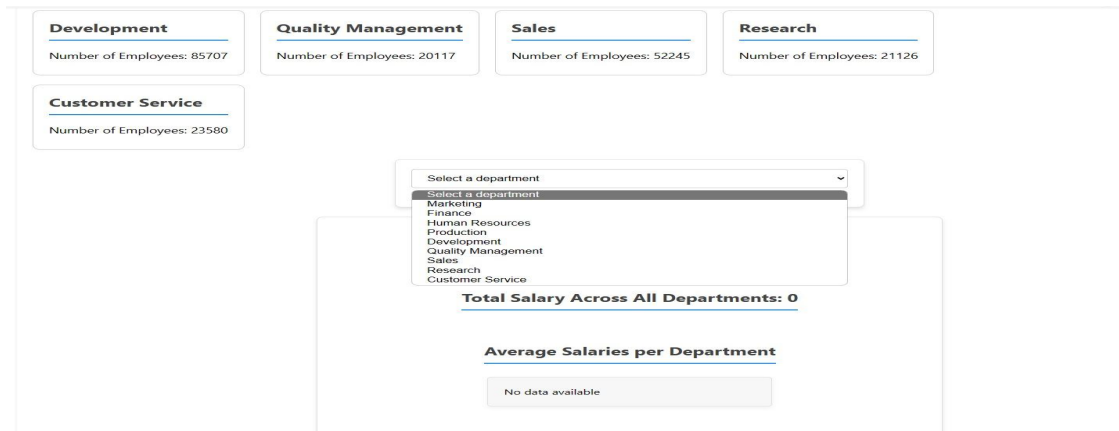 Development
Number of Employees: 85707
Quality Management
Number of Employees: 20117
Sales
Number of Employees: 52245
Research
Number of Employees: 21126
Customer Service
Number of Employees: 23580
Select a department
Select a department
Marketing
Finance
Human Resources
Production
Development
Quality Management
Sales
Research
Customer Service
Total Salary Across All Departments: 0
Average Salaries per Department
No data available